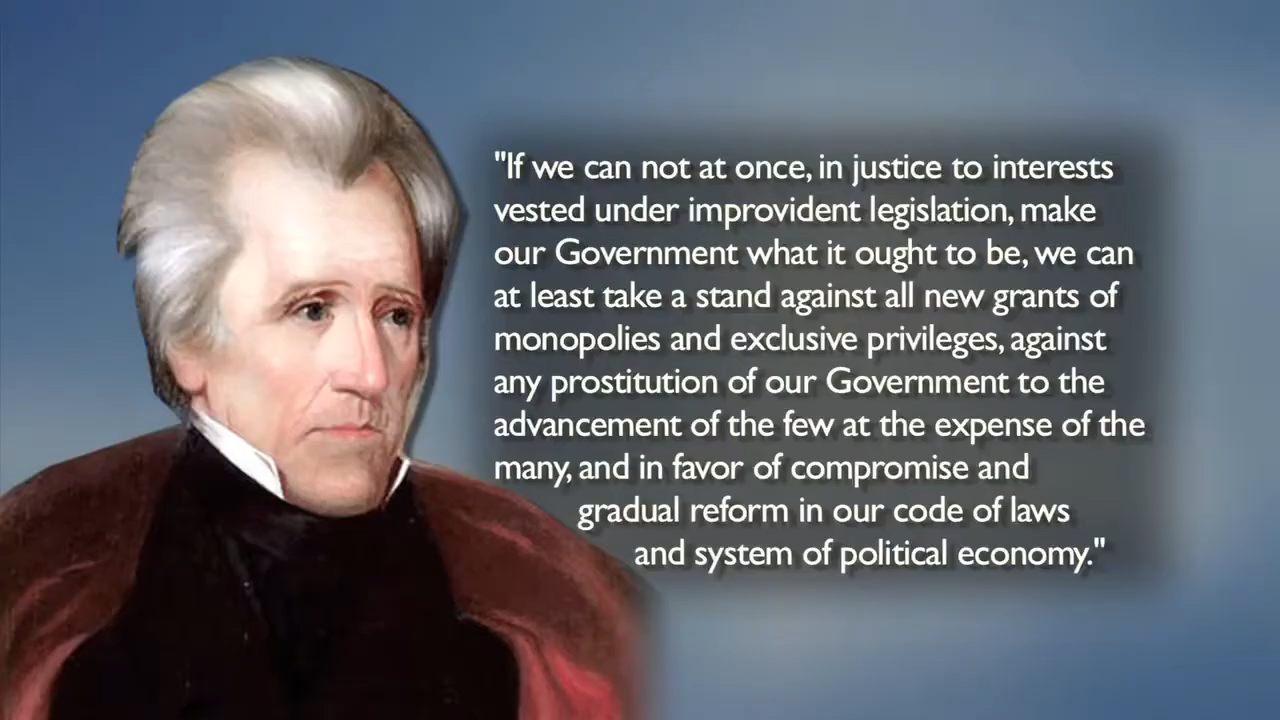 "If we can not at once, in justice to interests
vested under improvident legislation, make
our Government what it ought to be, we can
at least take a stand against all new grants of
monopolies and exclusive privileges, against
any prostitution of our Government to the
advancement of the few at the expense of the
many, and in favor of compromise and
gradual reform in our code of laws
and system of political economy."